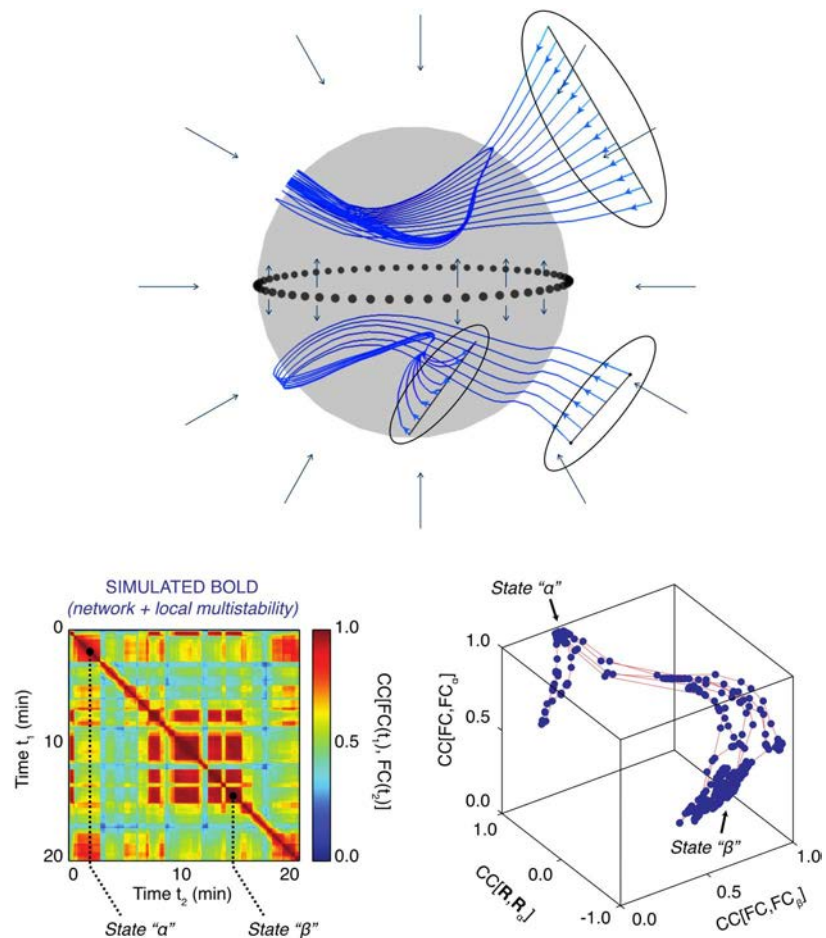 SIMULATED BOLD
(network + local multistability)
0
10
20
Time t1 (min)
0
10
20
Time t2 (min)
1.0
0.5
0.0
CC[FC(t1), FC(t2)]
State “α”
State “β”
State “α”
1.0
0.5
0.0
CC[FC,FCα]
1.0
0.0
-1.0
CC[R,Rα]
0.0
0.5
1.0
CC[FC,FCβ]
State “β”